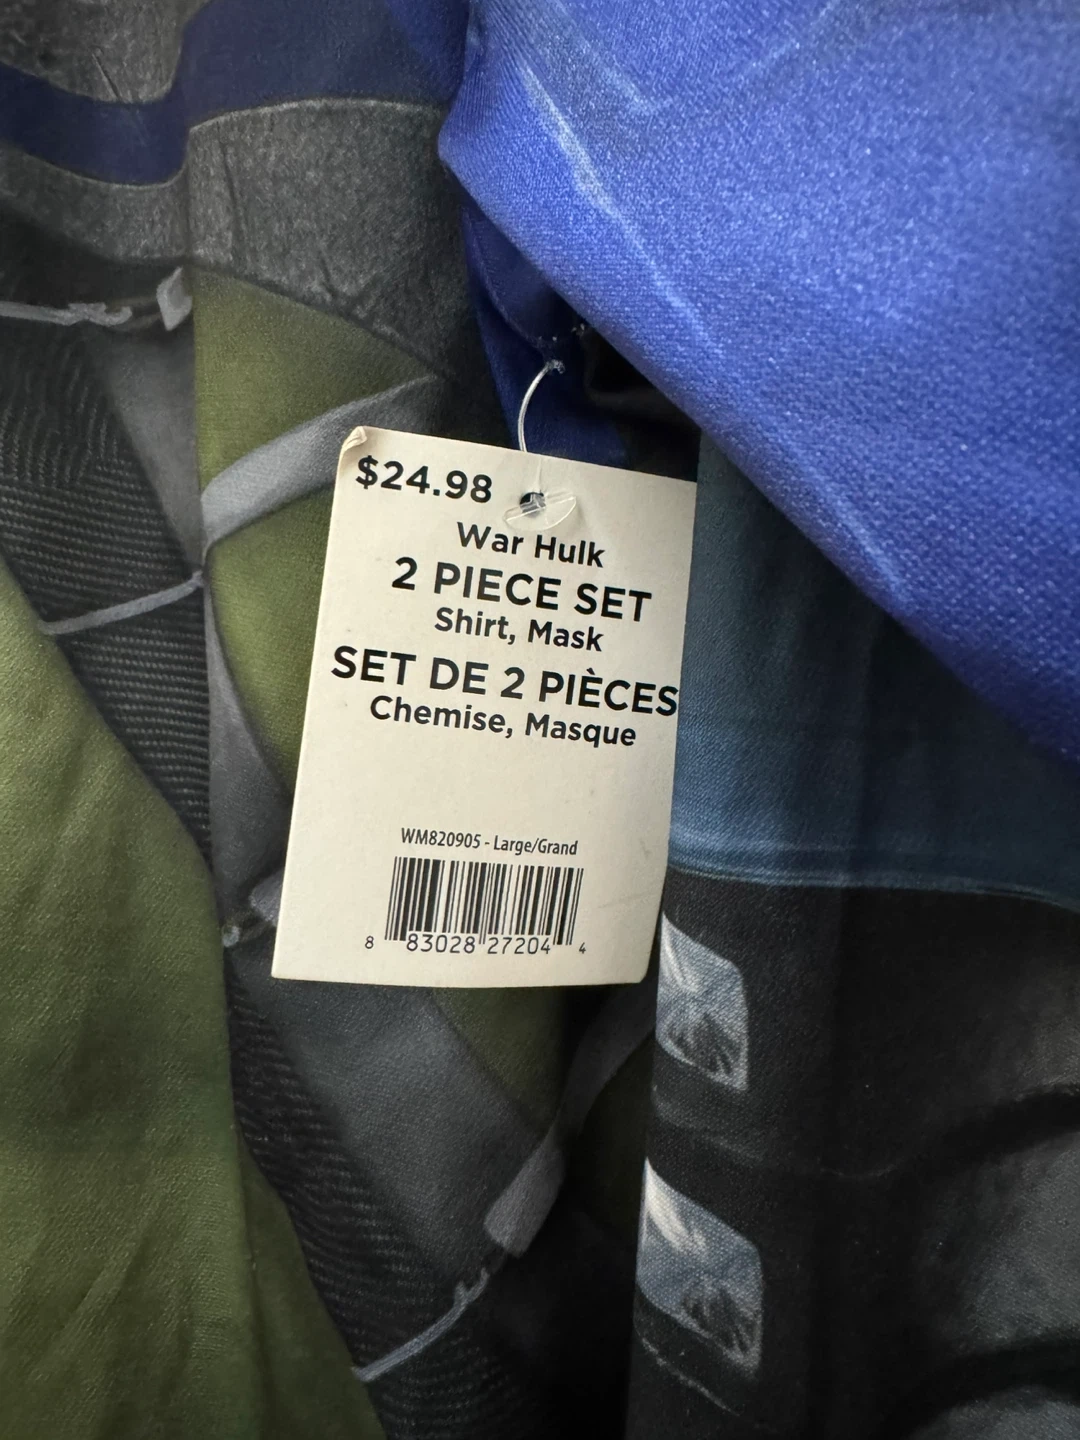 $24.98
War Hulk
2 PIECE SET
Shirt, Mask
SET DE 2 PIÈCES
Chemise, Masque
WM820905 - Large/Grand
8 83028 27204 4